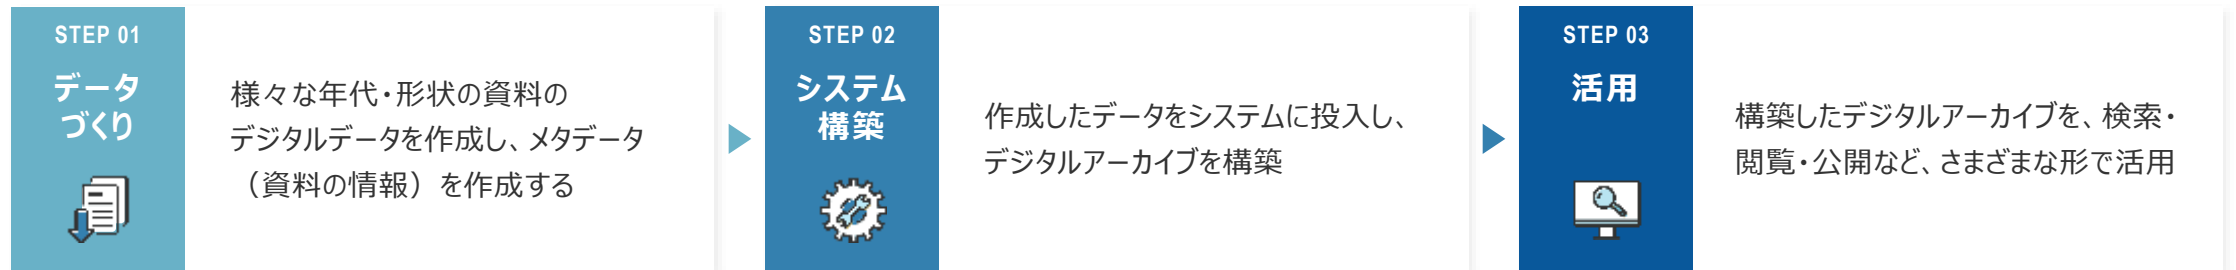 STEP 01
データ
づくり
様々な年代・形状の資料の
デジタルデータを作成し、メタデータ
（資料の情報）を作成する
STEP 02
システム
構築
作成したデータをシステムに投入し、
デジタルアーカイブを構築
STEP 03
活用
構築したデジタルアーカイブを、検索・
閲覧・公開など、さまざまな形で活用